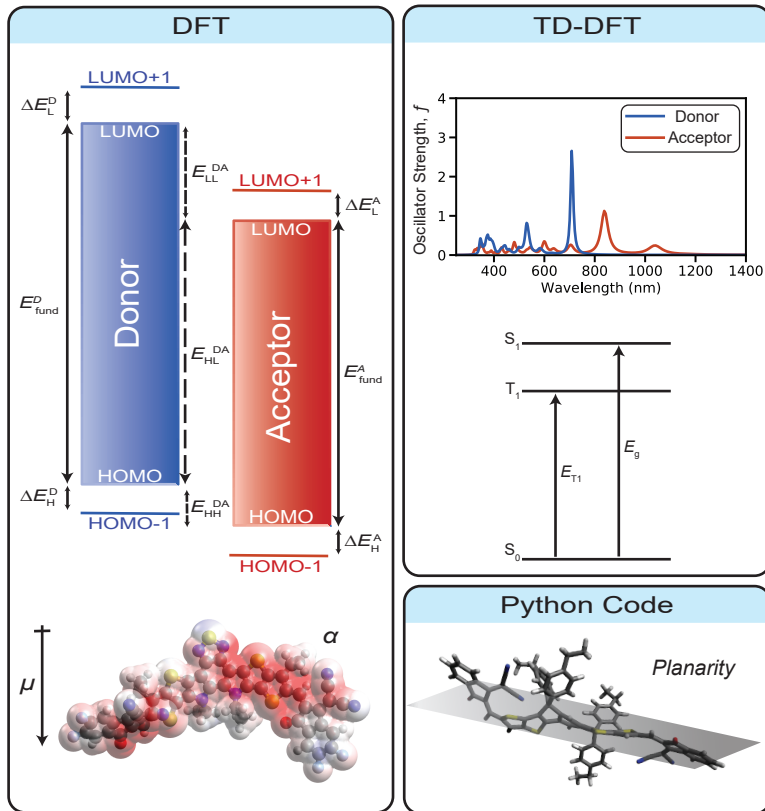 DFT
LUMO+1
ΔE_L^D
LUMO
E_LL^DA
LUMO+1
ΔE_L^A
LUMO
E^D_fund
Donor
E_HL^DA
Acceptor
E^A_fund
HOMO
ΔE_H^D
HOMO-1
E_HH^DA
HOMO
ΔE_H^A
HOMO-1
μ
α
TD-DFT
Oscillator Strength, f
4
3
2
1
0
Donor
Acceptor
400 600 800 1000 1200 1400
Wavelength (nm)
S_1
T_1
E_T1
E_g
S_0
Python Code
Planarity